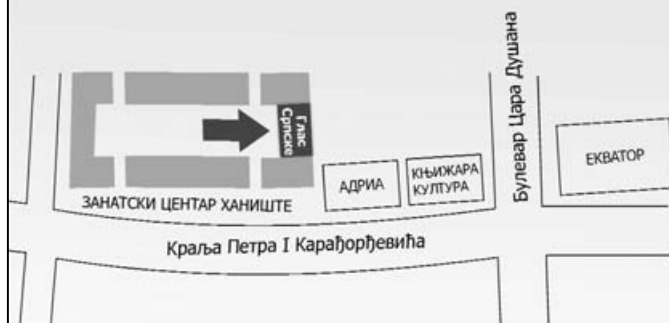 Глас
Српске
Булевар Цара Душана
ЕКВАТОР
АДРИА
КЊИЖАРА
КУЛТУРА
ЗАНАТСКИ ЦЕНТАР ХАНИШТЕ
Краља Петра I Карађорђевића